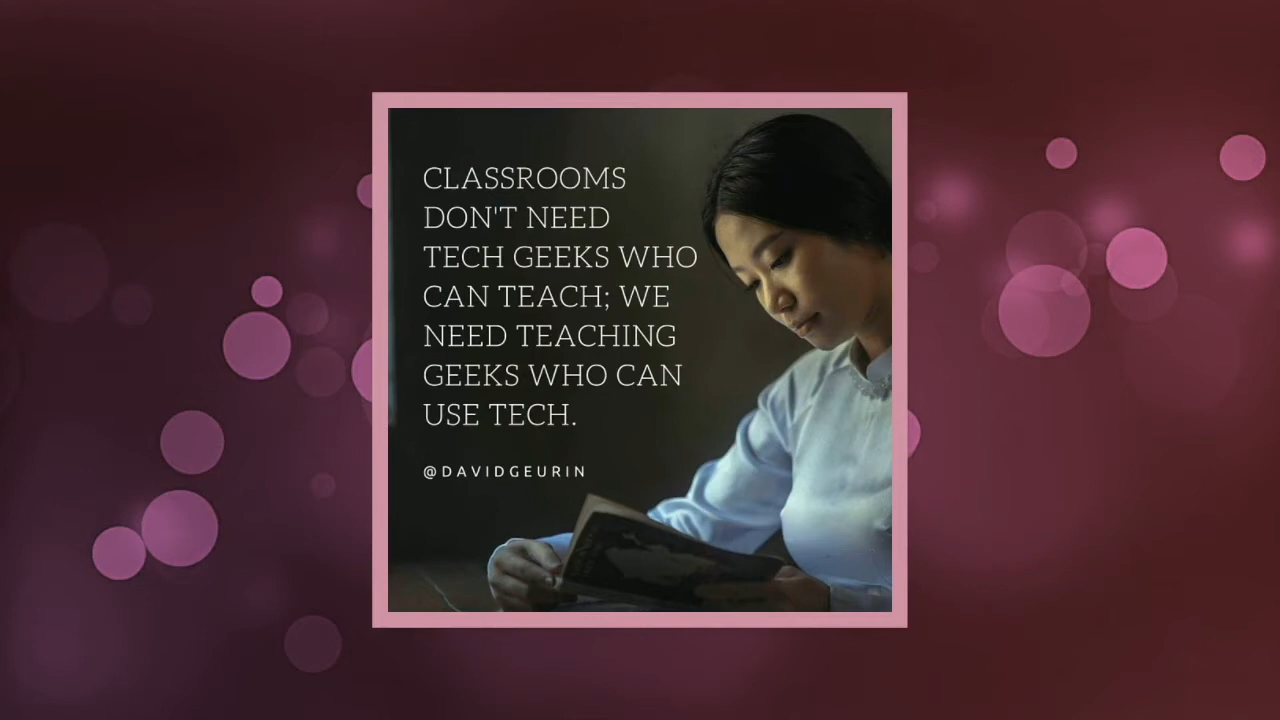 CLASSROOMS
DON'T NEED
TECH GEEKS WHO
CAN TEACH; WE
NEED TEACHING
GEEKS WHO CAN
USE TECH.
@DAVIDGEURIN